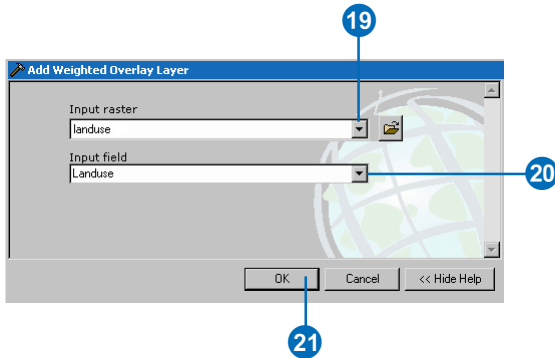 19
Add Weighted Overlay Layer
Input raster
landuse
Input field
Landuse
20
OK
Cancel
<< Hide Help
21